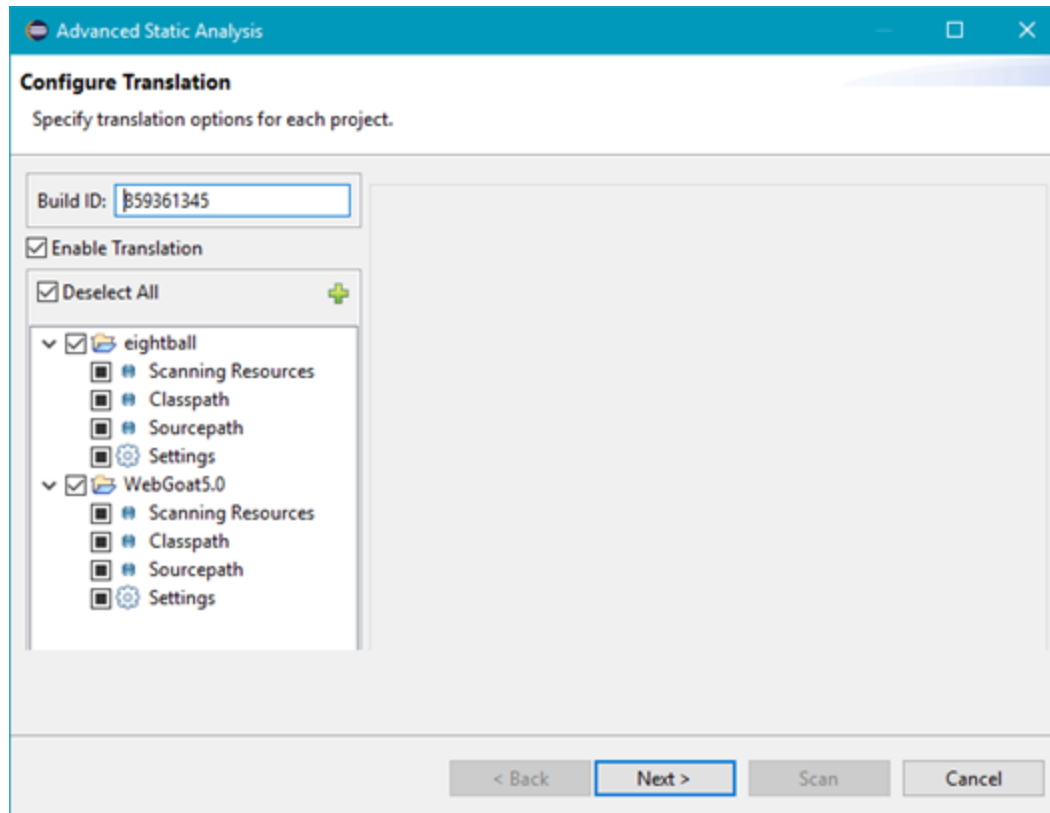 Advanced Static Analysis
Configure Translation
Specify translation options for each project.
Build ID: 859361345
Enable Translation
Deselect All
eightball
Scanning Resources
Classpath
Sourcepath
Settings
WebGoat5.0
Scanning Resources
Classpath
Sourcepath
Settings
< Back Next > Scan Cancel